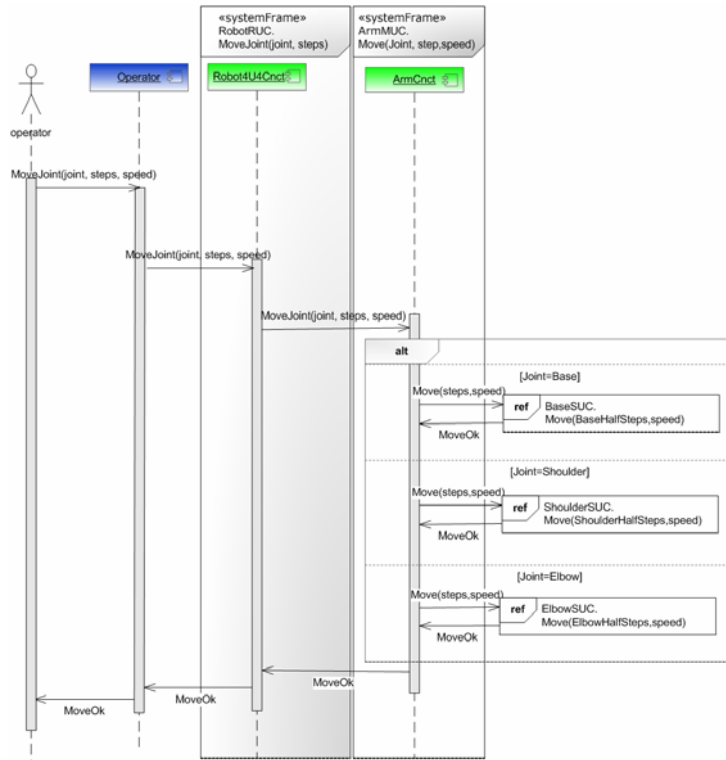 «systemFrame»
RobotRUC.
MoveJoint(joint, steps)
«systemFrame»
ArmMUC.
Move(Joint, step,speed)
Operator
Robot4U4Cnct
ArmCnct
operator
MoveJoint(joint, steps, speed)
MoveJoint(joint, steps, speed)
MoveJoint(joint, steps, speed)
alt
[Joint=Base]
Move(steps,speed)
ref
BaseSUC.
Move(BaseHalfSteps,speed)
MoveOk
[Joint=Shoulder]
Move(steps,speed)
ref
ShoulderSUC.
Move(ShoulderHalfSteps,speed)
MoveOk
[Joint=Elbow]
Move(steps,speed)
ref
ElbowSUC.
Move(ElbowHalfSteps,speed)
MoveOk
MoveOk
MoveOk
MoveOk